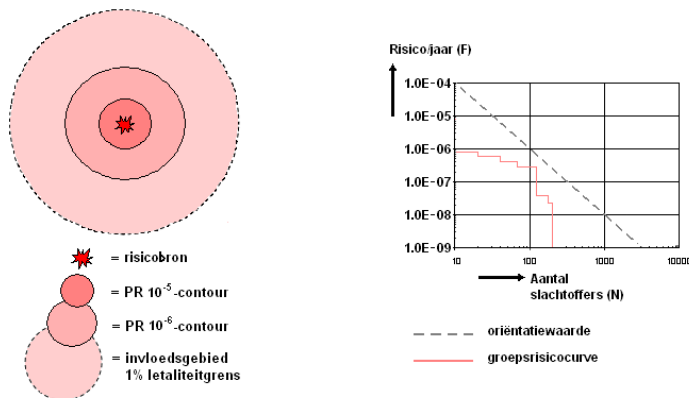 = risicobron
= PR 10-5-contour
= PR 10-6-contour
= invloedsgebied
1% letaliteitgrens
Risico/jaar (F)
1.0E-04
1.0E-05
1.0E-06
1.0E-07
1.0E-08
1.0E-09
10
100
1000
10000
Aantal
slachtoffers (N)
oriëntatiewaarde
groepsrisicocurve